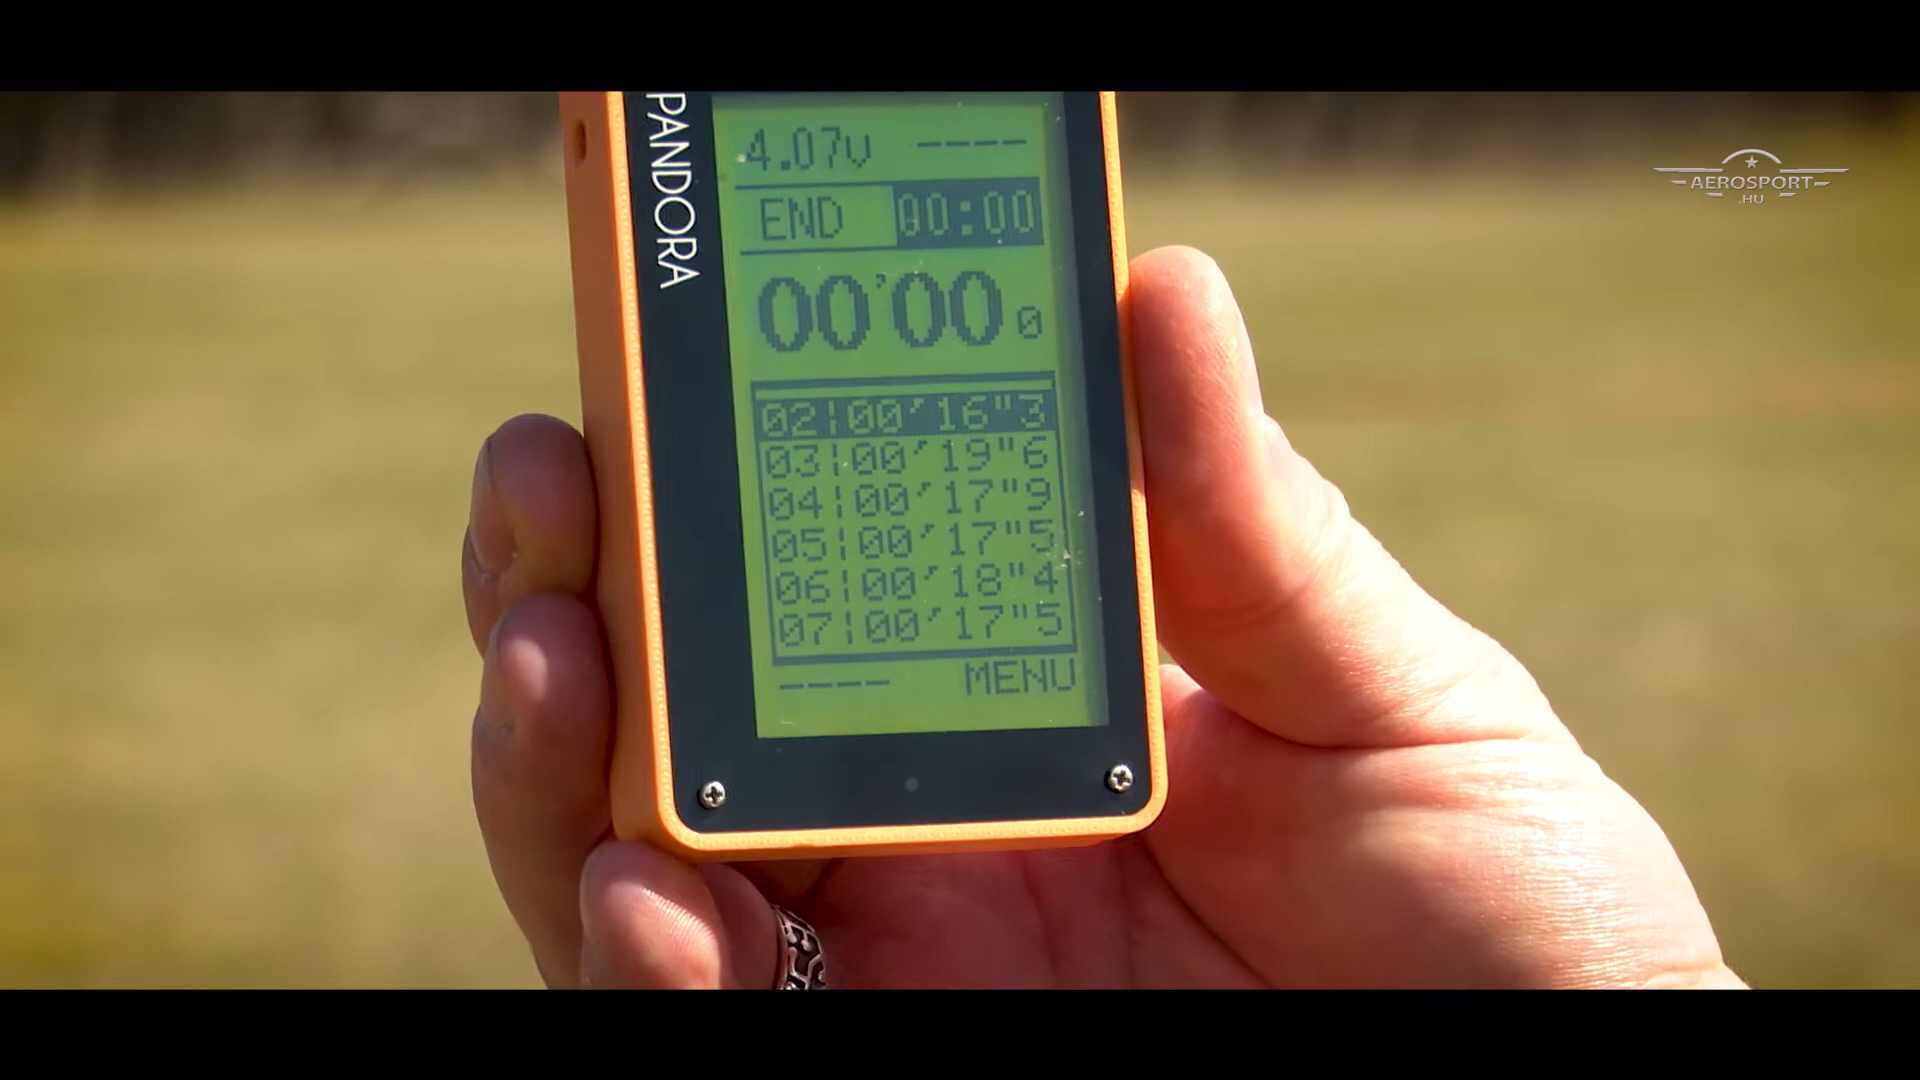 PANDORA
4.07v ----
END 00:00
00'00 0
02¦00'16"3
03¦00'19"6
04¦00'17"9
05¦00'17"5
06¦00'18"4
07¦00'17"5
---- MENU
AEROSPORT
.HU